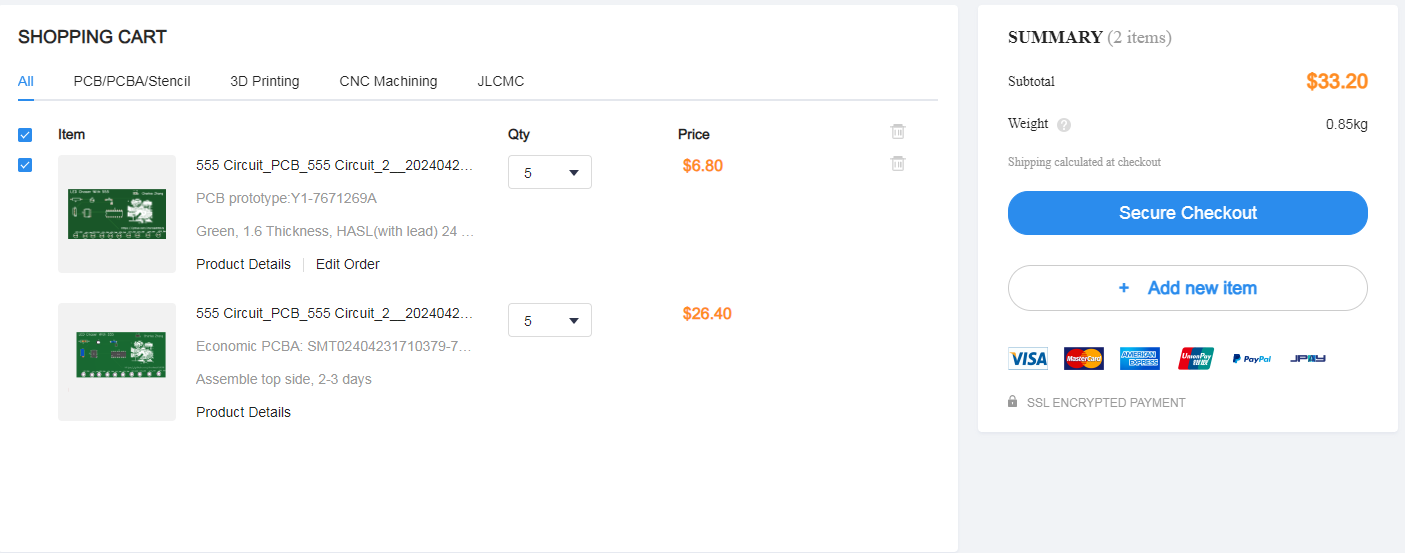 SHOPPING CART
All PCB/PCBA/Stencil 3D Printing CNC Machining JLCMC
Item Qty Price
555 Circuit_PCB_555 Circuit_2__2024042... 5 $6.80
PCB prototype:Y1-7671269A
Green, 1.6 Thickness, HASL(with lead) 24 ...
Product Details Edit Order
555 Circuit_PCB_555 Circuit_2__2024042... 5 $26.40
Economic PCBA: SMT02404231710379-7...
Assemble top side, 2-3 days
Product Details
SUMMARY (2 items)
Subtotal $33.20
Weight ? 0.85kg
Shipping calculated at checkout
Secure Checkout
+ Add new item
VISA MasterCard AMERICAN EXPRESS UnionPay PayPal JPAY
SSL ENCRYPTED PAYMENT